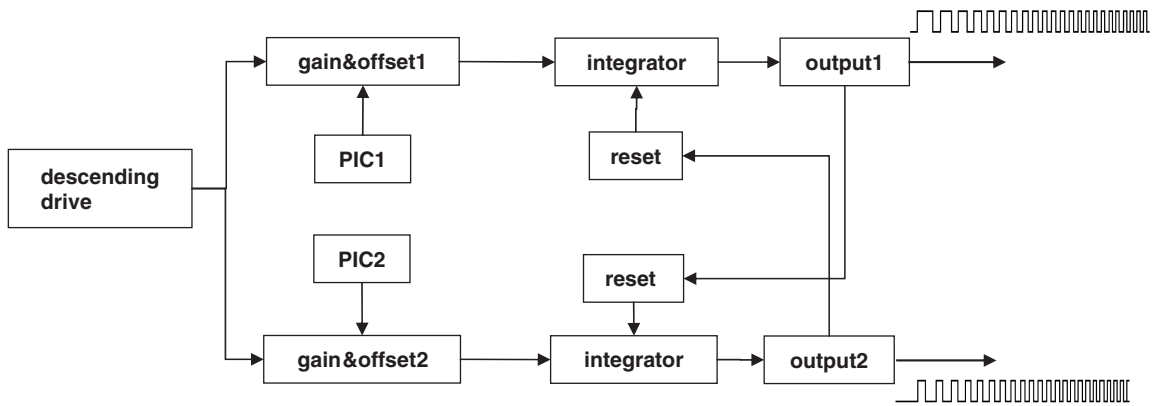 gain&offset1
integrator
output1
PIC1
reset
descending
drive
PIC2
reset
gain&offset2
integrator
output2